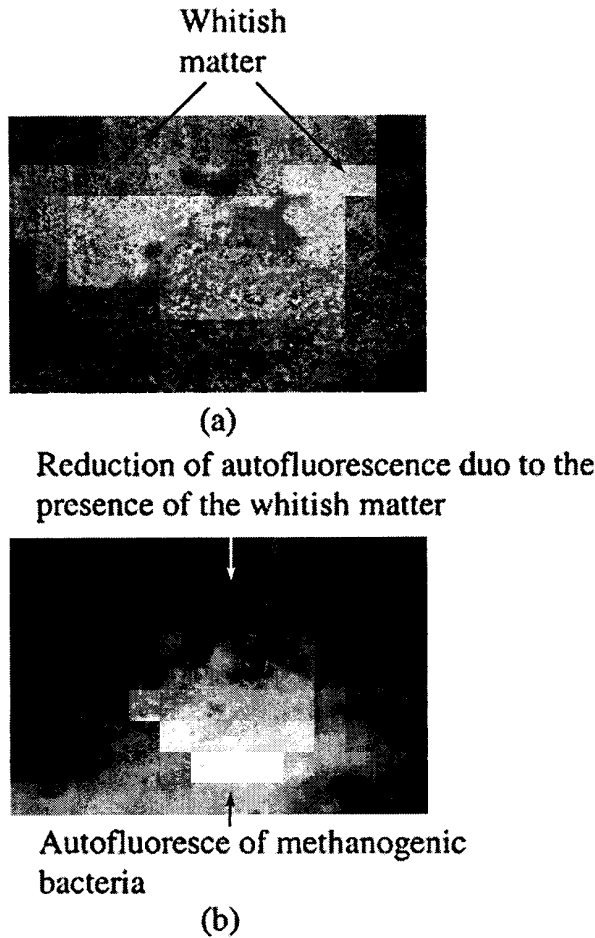 Whitish
matter
(a)
Reduction of autofluorescence duo to the
presence of the whitish matter
Autofluoresce of methanogenic
bacteria
(b)